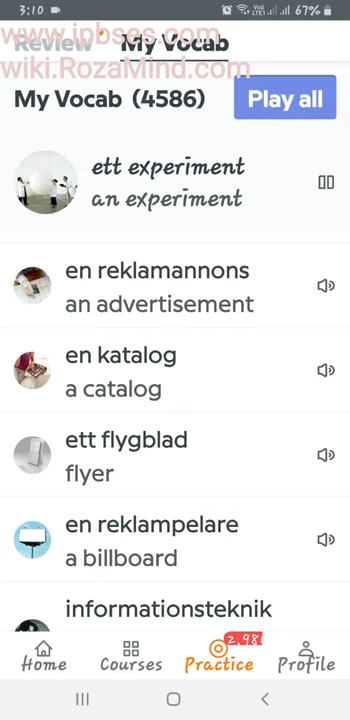 3:10
67%
www.ipbses.com
Review My Vocab
wiki.RozaMind.com
My Vocab (4586)
Play all
ett experiment
an experiment
en reklamannons
an advertisement
en katalog
a catalog
ett flygblad
flyer
en reklampelare
a billboard
informationsteknik
Home Courses Practice Profile